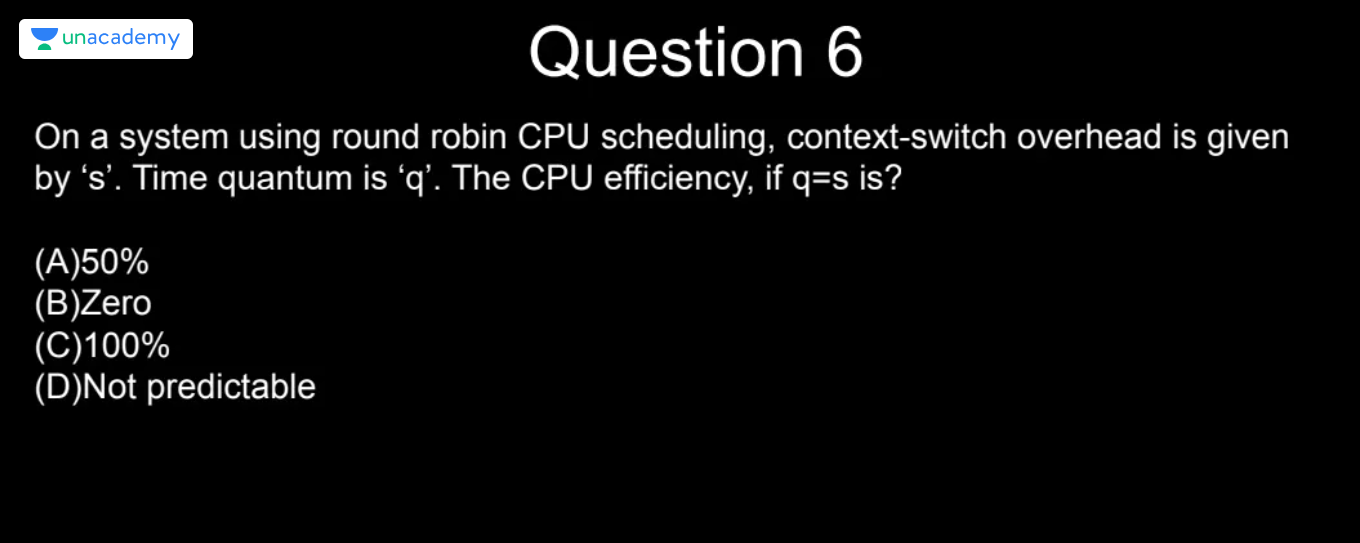 unacademy
Question 6
On a system using round robin CPU scheduling, context-switch overhead is given
by ‘s’. Time quantum is ‘q’. The CPU efficiency, if q=s is?
(A)50%
(B)Zero
(C)100%
(D)Not predictable